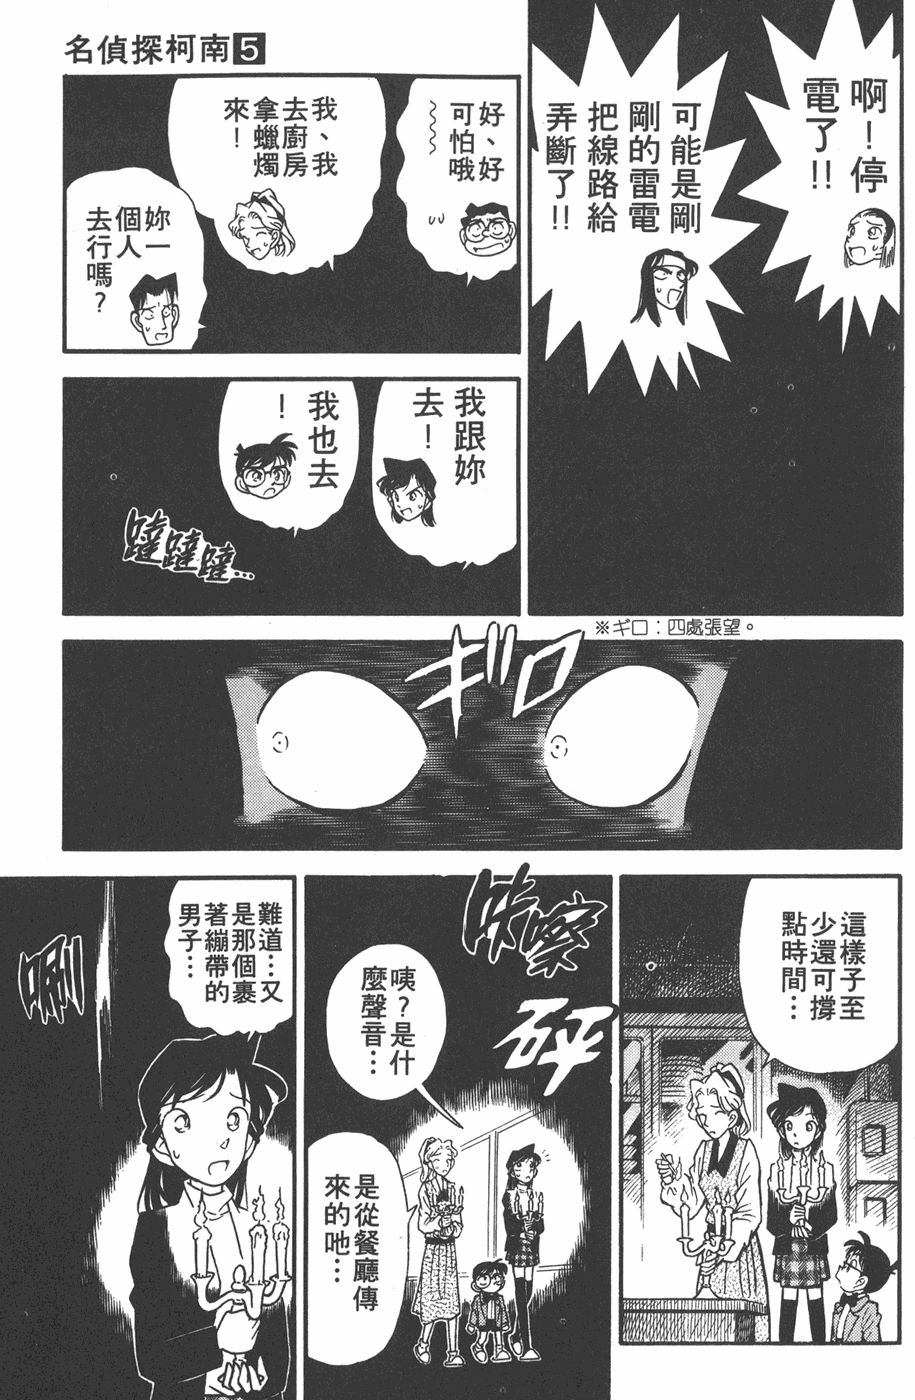 名偵探柯南5
啊！停
電了!!
可能是剛
剛的雷電
把線路給
弄斷了!!
好、好
可怕哦
我、我
去廚房
拿蠟燭
來！
妳一
個人
去行嗎？
我跟妳
去！
我也去
！
躂躂躂…
※ギロ：四處張望。
ギロ
這樣子至
少還可撐
點時間…
咔嚓
砰
咦？是什
麼聲音…
是從餐廳傳
來的吔…
難道…又
是那個裹
著繃帶的
男子…
唰